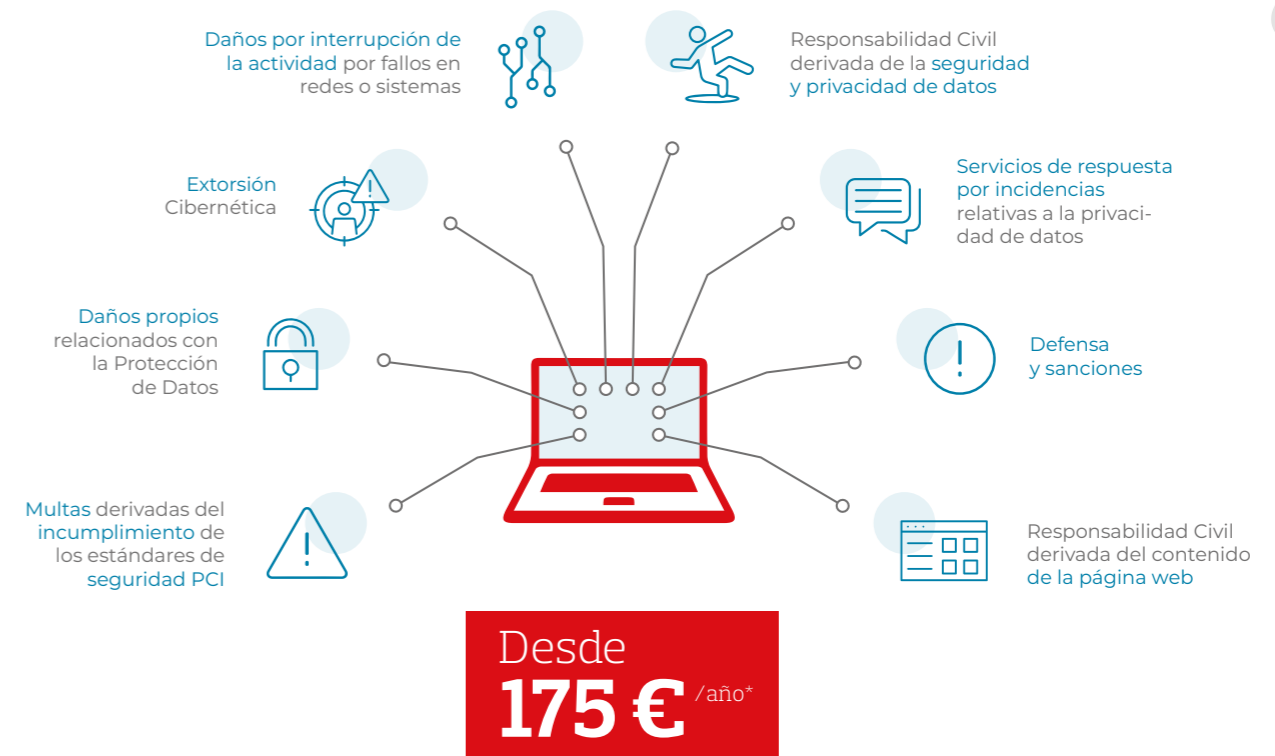 Daños por interrupción de
la actividad por fallos en
redes o sistemas
Responsabilidad Civil
derivada de la seguridad
y privacidad de datos
Extorsión
Cibernética
Servicios de respuesta
por incidencias
relativas a la privaci-
dad de datos
Daños propios
relacionados con
la Protección
de Datos
Defensa
y sanciones
Multas derivadas del
incumplimiento de
los estándares de
seguridad PCI
Responsabilidad Civil
derivada del contenido
de la página web
Desde
175 € /año*